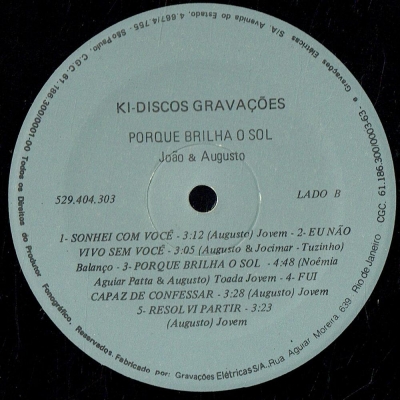 KI-DISCOS GRAVAÇÕES
PORQUE BRILHA O SOL
João & Augusto
529.404.303
LADO B
1- SONHEI COM VOCÊ - 3:12 (Augusto) Jovem - 2- EU NÃO
VIVO SEM VOCÊ - 3:05 (Augusto & Jocimar - Tuzinho)
Balanço - 3- PORQUE BRILHA O SOL - 4:48 (Noêmia
Aguiar Patta & Augusto) Toada Jovem - 4- FUI
CAPAZ DE CONFESSAR - 3:28 (Augusto) Jovem
5- RESOLVI PARTIR - 3:23
(Augusto) Jovem
Todos os Direitos do Produtor Fonográfico. Reservados. Fabricado por: Gravações Elétricas S/A., Rua Aguiar Moreira, 639 Rio de Janeiro CGC. 61.186.300/0003-63- e Gravações Elétricas S/A. Avenida do Estado, 4.667/4.755 - São Paulo. C.G.C. 61.186.300/0001-00